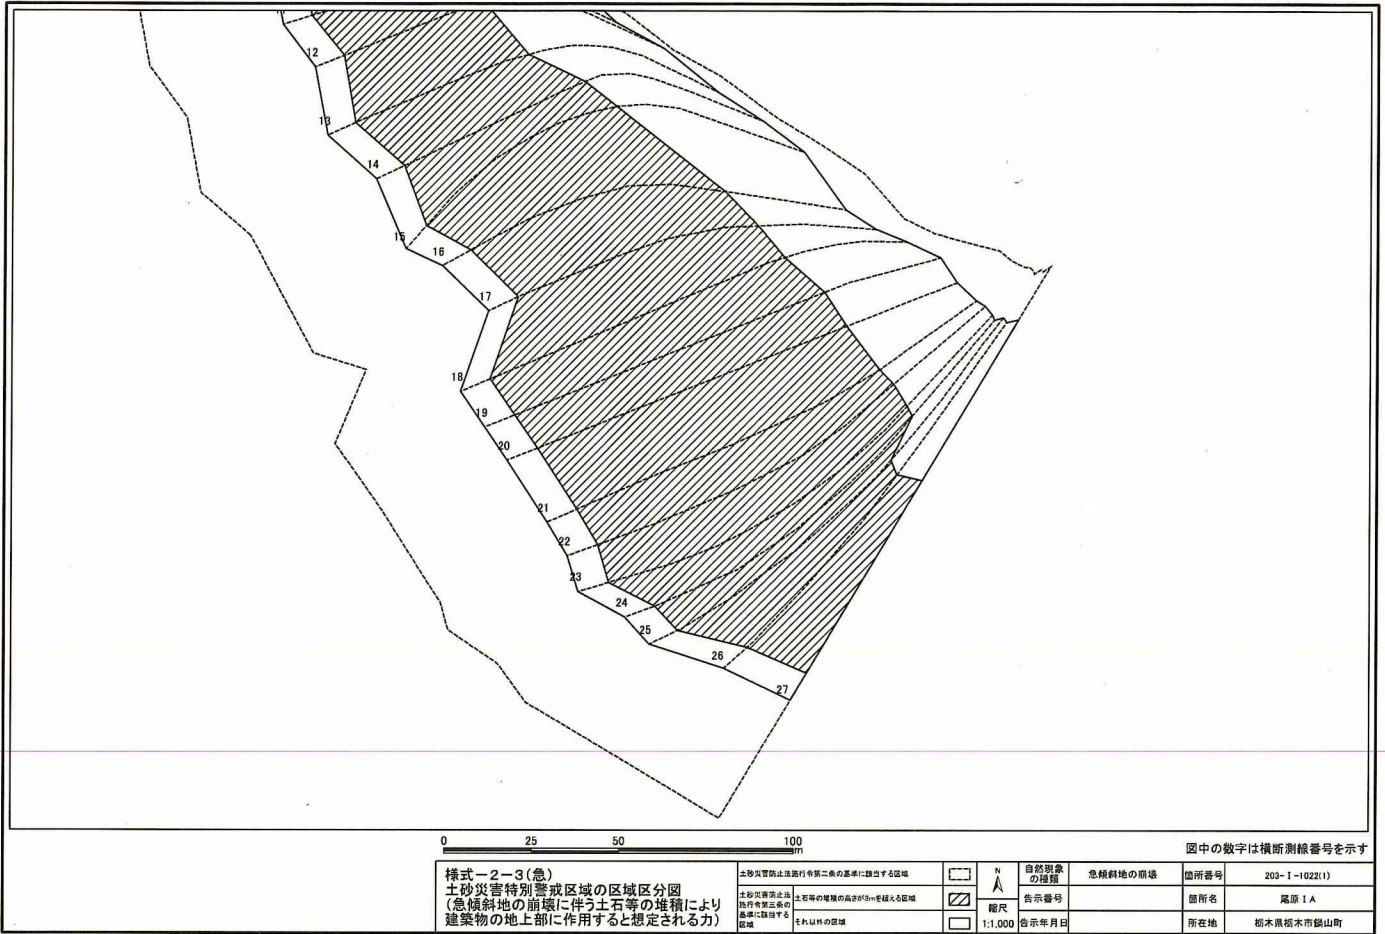 12
13
14
15
16
17
18
19
20
21
22
23
24
25
26
27
0 25 50 100
m
図中の数字は横断測線番号を示す
様式－2－3(急)
土砂災害特別警戒区域の区域区分図
(急傾斜地の崩壊に伴う土石等の堆積により
建築物の地上部に作用すると想定される力)
土砂災害防止法施行令第二条の基準に該当する区域
土砂災害防止法
施行令第三条の
基準に該当する
区域
土石等の堆積の高さが3mを超える区域
それ以外の区域
N
縮尺
1:1,000
自然現象
の種類
急傾斜地の崩壊
告示番号
告示年月日
箇所番号
203-Ⅰ-1022(1)
箇所名
尾原ⅠA
所在地
栃木県栃木市鍋山町